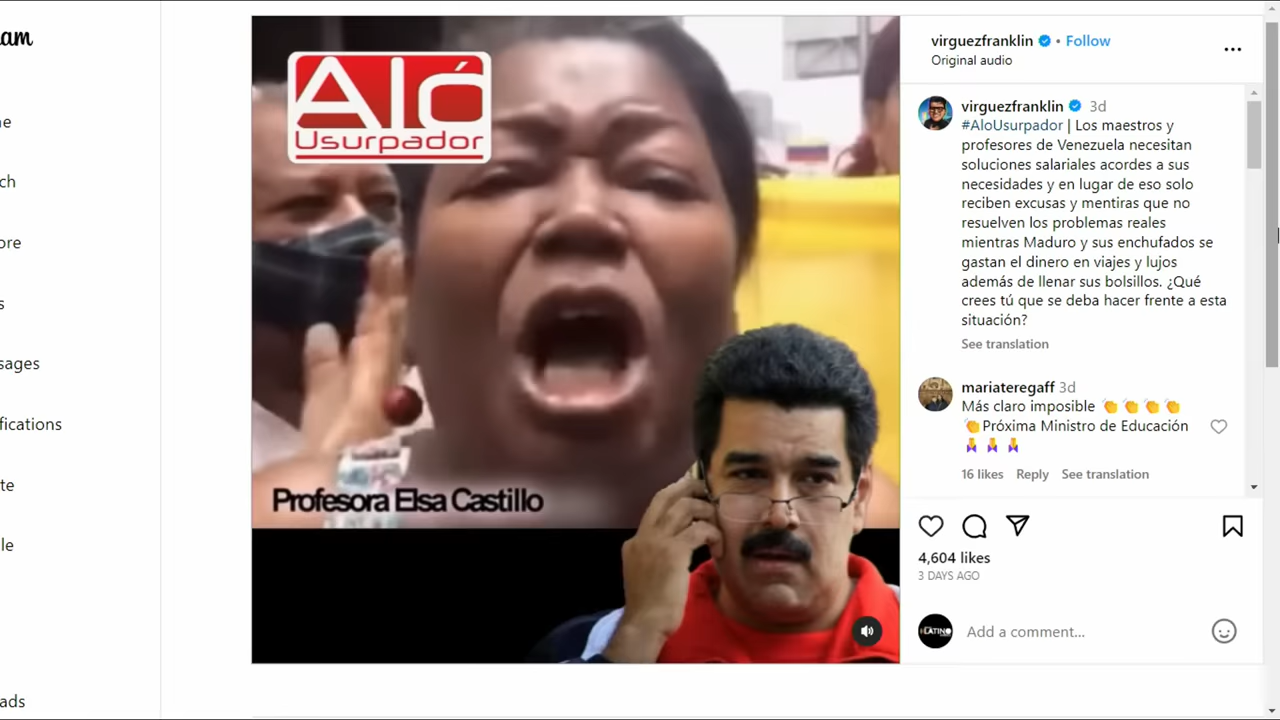 am
ne
ch
ore
s
sages
fications
te
le
ads
Aló
Usurpador
Profesora Elsa Castillo
virguezfranklin • Follow
Original audio
virguezfranklin 3d
#AloUsurpador | Los maestros y
profesores de Venezuela necesitan
soluciones salariales acordes a sus
necesidades y en lugar de eso solo
reciben excusas y mentiras que no
resuelven los problemas reales
mientras Maduro y sus enchufados se
gastan el dinero en viajes y lujos
además de llenar sus bolsillos. ¿Qué
crees tú que se deba hacer frente a esta
situación?
See translation
mariateregaff 3d
Más claro imposible 👏👏👏👏
👏Próxima Ministro de Educación
16 likes Reply See translation
4,604 likes
3 DAYS AGO
LATINO
Add a comment...